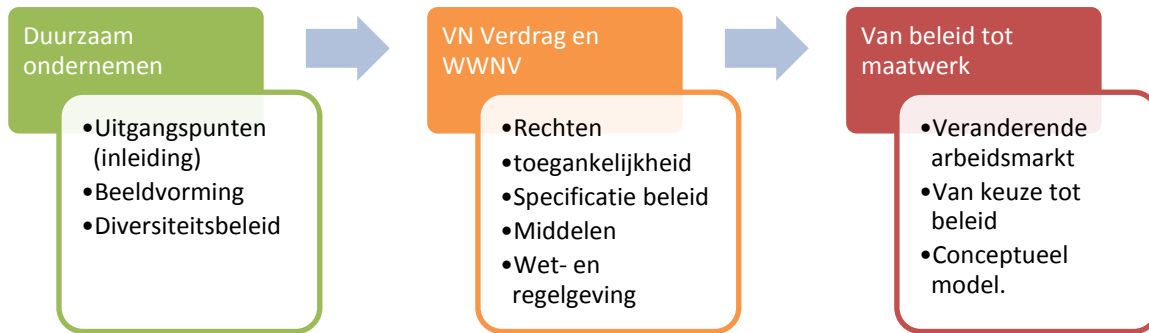 Duurzaam
ondernemen
•Uitgangspunten
(inleiding)
•Beeldvorming
•Diversiteitsbeleid
VN Verdrag en
WWNV
•Rechten
•toegankelijkheid
•Specificatie beleid
•Middelen
•Wet- en
regelgeving
Van beleid tot
maatwerk
•Veranderende
arbeidsmarkt
•Van keuze tot
beleid
•Conceptueel
model.